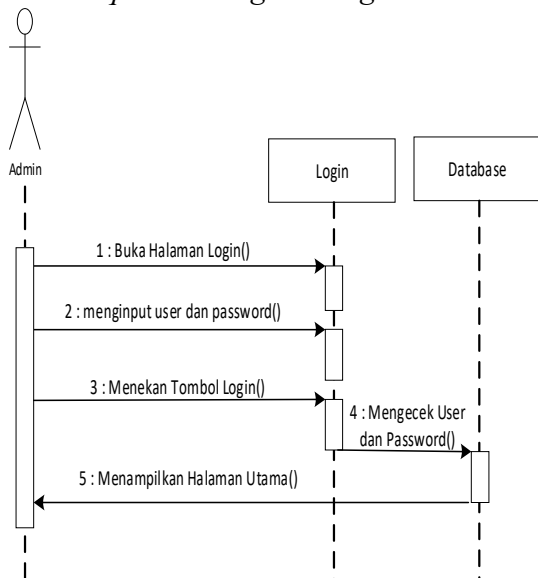 Admin
Login
Database
1 : Buka Halaman Login()
2 : menginput user dan password()
3 : Menekan Tombol Login()
4 : Mengecek User
dan Password()
5 : Menampilkan Halaman Utama()